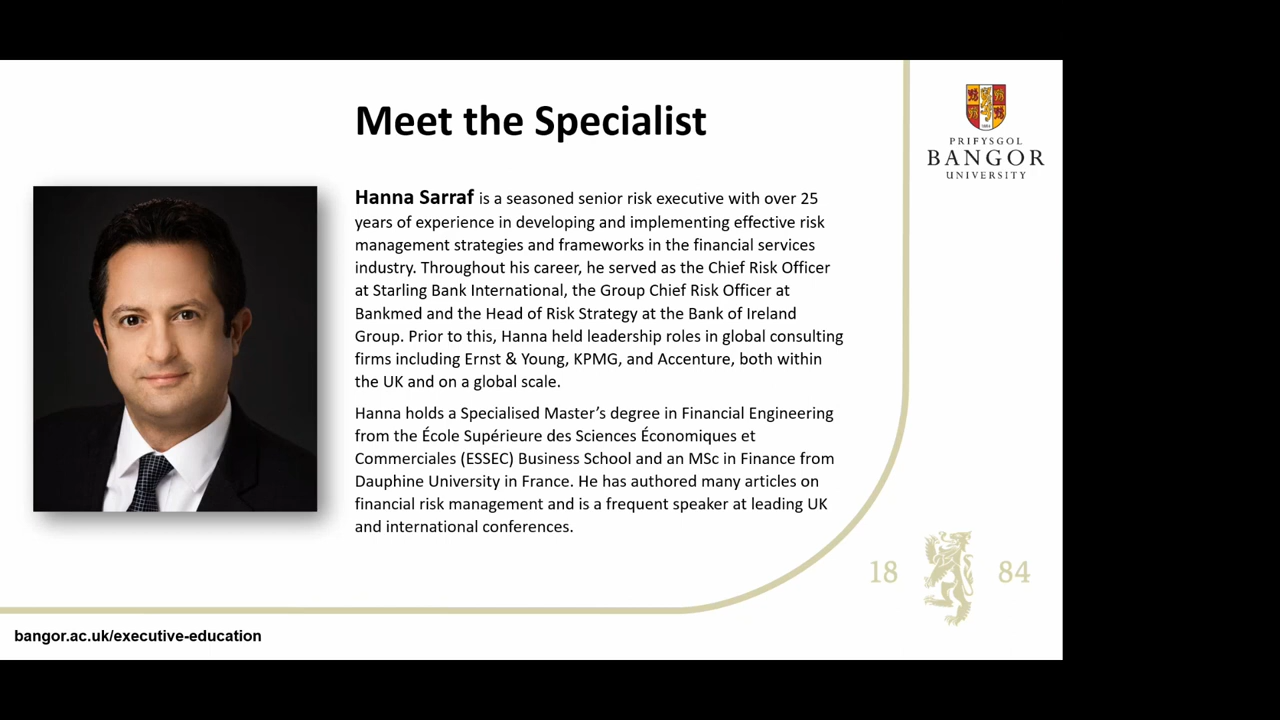 Meet the Specialist
PRIFYSGOL
BANGOR
UNIVERSITY
Hanna Sarraf is a seasoned senior risk executive with over 25
years of experience in developing and implementing effective risk
management strategies and frameworks in the financial services
industry. Throughout his career, he served as the Chief Risk Officer
at Starling Bank International, the Group Chief Risk Officer at
Bankmed and the Head of Risk Strategy at the Bank of Ireland
Group. Prior to this, Hanna held leadership roles in global consulting
firms including Ernst & Young, KPMG, and Accenture, both within
the UK and on a global scale.
Hanna holds a Specialised Master’s degree in Financial Engineering
from the École Supérieure des Sciences Économiques et
Commerciales (ESSEC) Business School and an MSc in Finance from
Dauphine University in France. He has authored many articles on
financial risk management and is a frequent speaker at leading UK
and international conferences.
18 84
bangor.ac.uk/executive-education